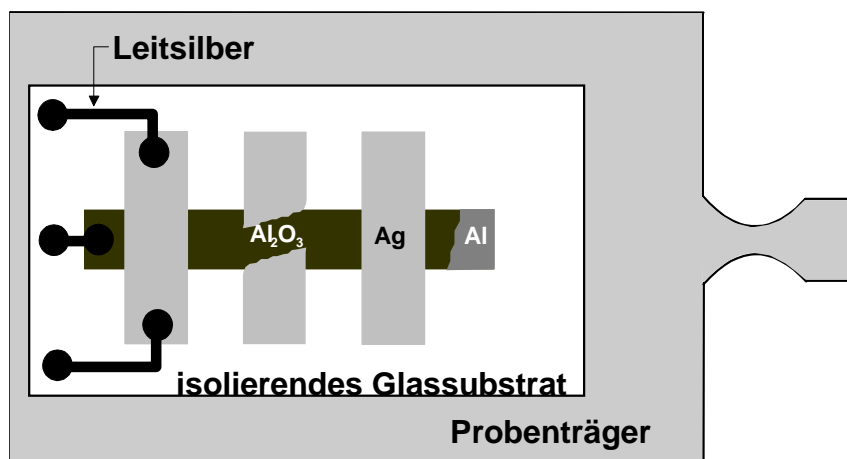 Leitsilber
Al₂O₃
Ag
Al
isolierendes Glassubstrat
Probenträger